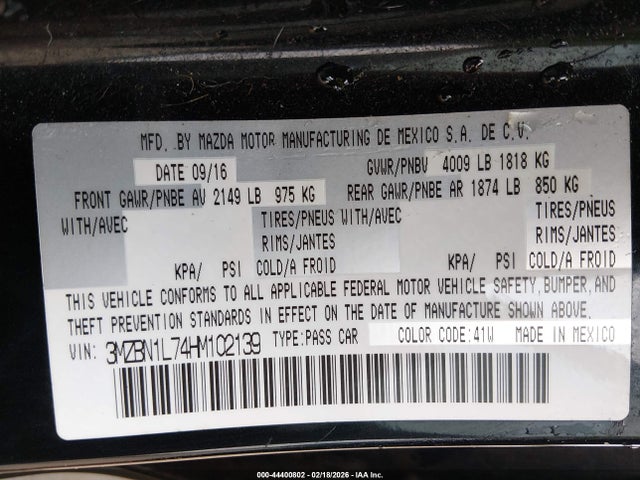 MFD. BY MAZDA MOTOR MANUFACTURING DE MEXICO S.A. DE C.V.
DATE 09/16 GVWR/PNBV 4009 LB 1818 KG
FRONT GAWR/PNBE AV 2149 LB 975 KG REAR GAWR/PNBE AR 1874 LB 850 KG
WITH/AVEC TIRES/PNEUS WITH/AVEC TIRES/PNEUS
RIMS/JANTES RIMS/JANTES
KPA/ PSI COLD/A FROID KPA/ PSI COLD/A FROID
THIS VEHICLE CONFORMS TO ALL APPLICABLE FEDERAL MOTOR VEHICLE SAFETY, BUMPER, AND
THEFT PREVENTION STANDARDS IN EFFECT ON THE DATE OF MANUFACTURE SHOWN ABOVE.
VIN: 3MZBN1L74HM102139 TYPE:PASS CAR COLOR CODE:41W MADE IN MEXICO
000-44400802 - 02/18/2026 - IAA Inc.